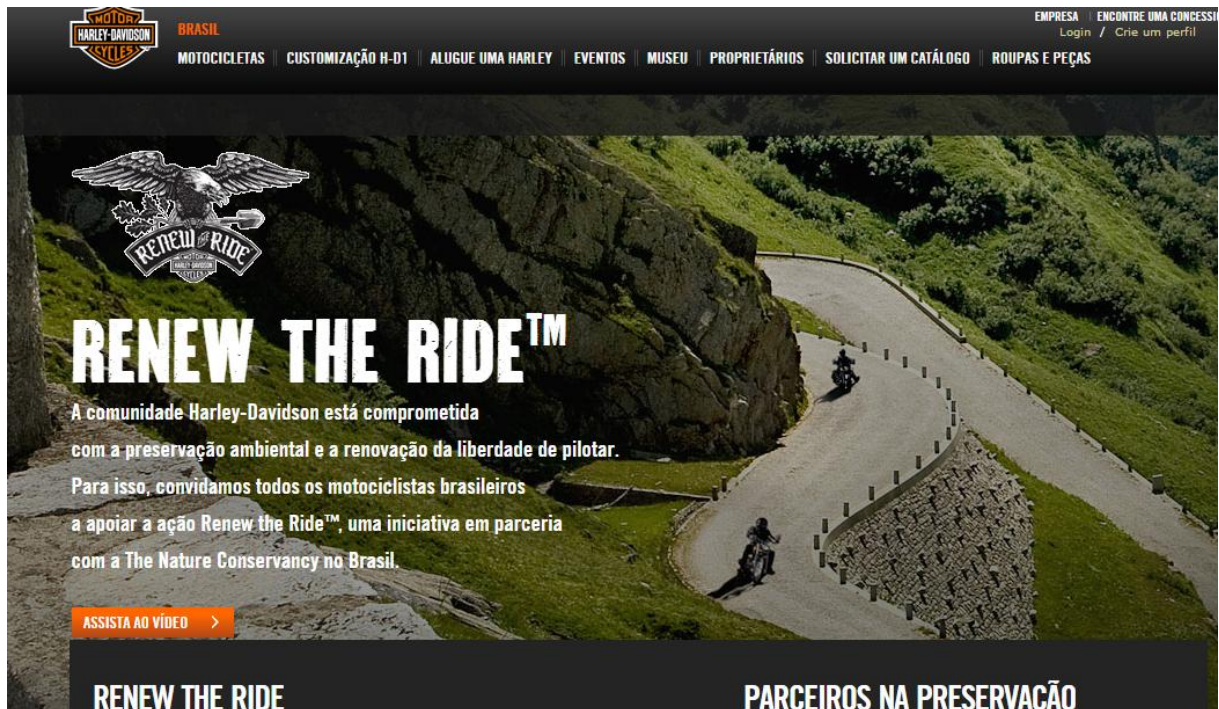 MOTOR
HARLEY-DAVIDSON
CYCLES
BRASIL
EMPRESA | ENCONTRE UMA
Login / Crie um perfil
MOTOCICLETAS || CUSTOMIZAÇÃO H-D1 || ALUGUE UMA HARLEY || EVENTOS || MUSEU || PROPRIETÁRIOS || SOLICITAR UM CATÁLOGO || ROUPAS E PEÇAS
RENEW THE RIDE
MOTOR
HARLEY-DAVIDSON
CYCLES
RENEW THE RIDE™
A comunidade Harley-Davidson está comprometida
com a preservação ambiental e a renovação da liberdade de pilotar.
Para isso, convidamos todos os motociclistas brasileiros
a apoiar a ação Renew the Ride™, uma iniciativa em parceria
com a The Nature Conservancy no Brasil.
ASSISTA AO VÍDEO >
RENEW THE RIDE
PARCEIROS NA PRESERVAÇÃO